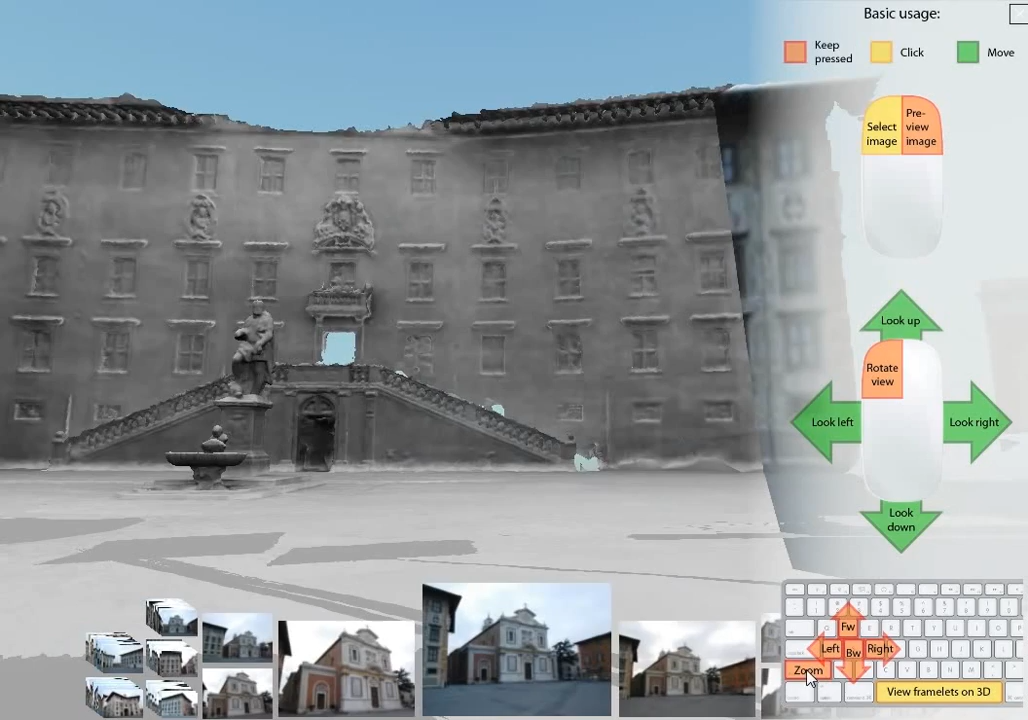 Basic usage:
Keep
pressed
Click
Move
Select
image
Pre-
view
image
Look up
Rotate
view
Look left
Look right
Look
down
Fw
Left
Bw
Right
Zoom
View framelets on 3D